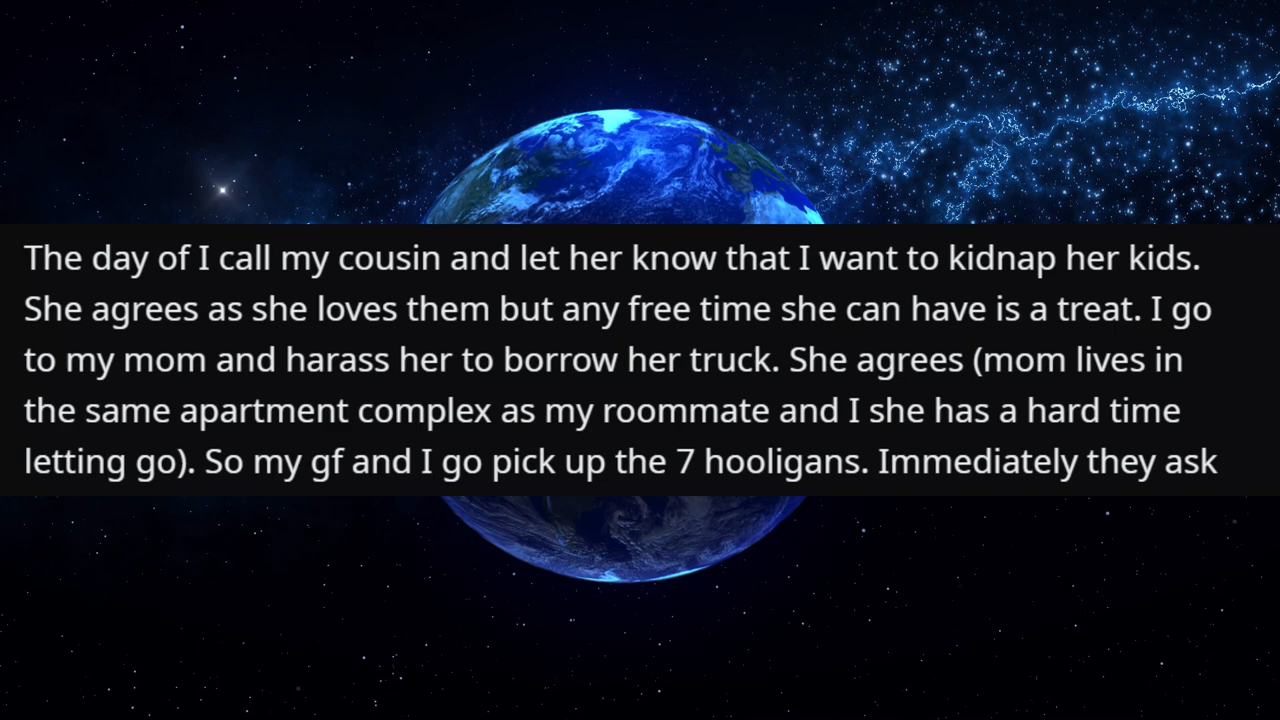 The day of I call my cousin and let her know that I want to kidnap her kids.
She agrees as she loves them but any free time she can have is a treat. I go
to my mom and harass her to borrow her truck. She agrees (mom lives in
the same apartment complex as my roommate and I she has a hard time
letting go). So my gf and I go pick up the 7 hooligans. Immediately they ask